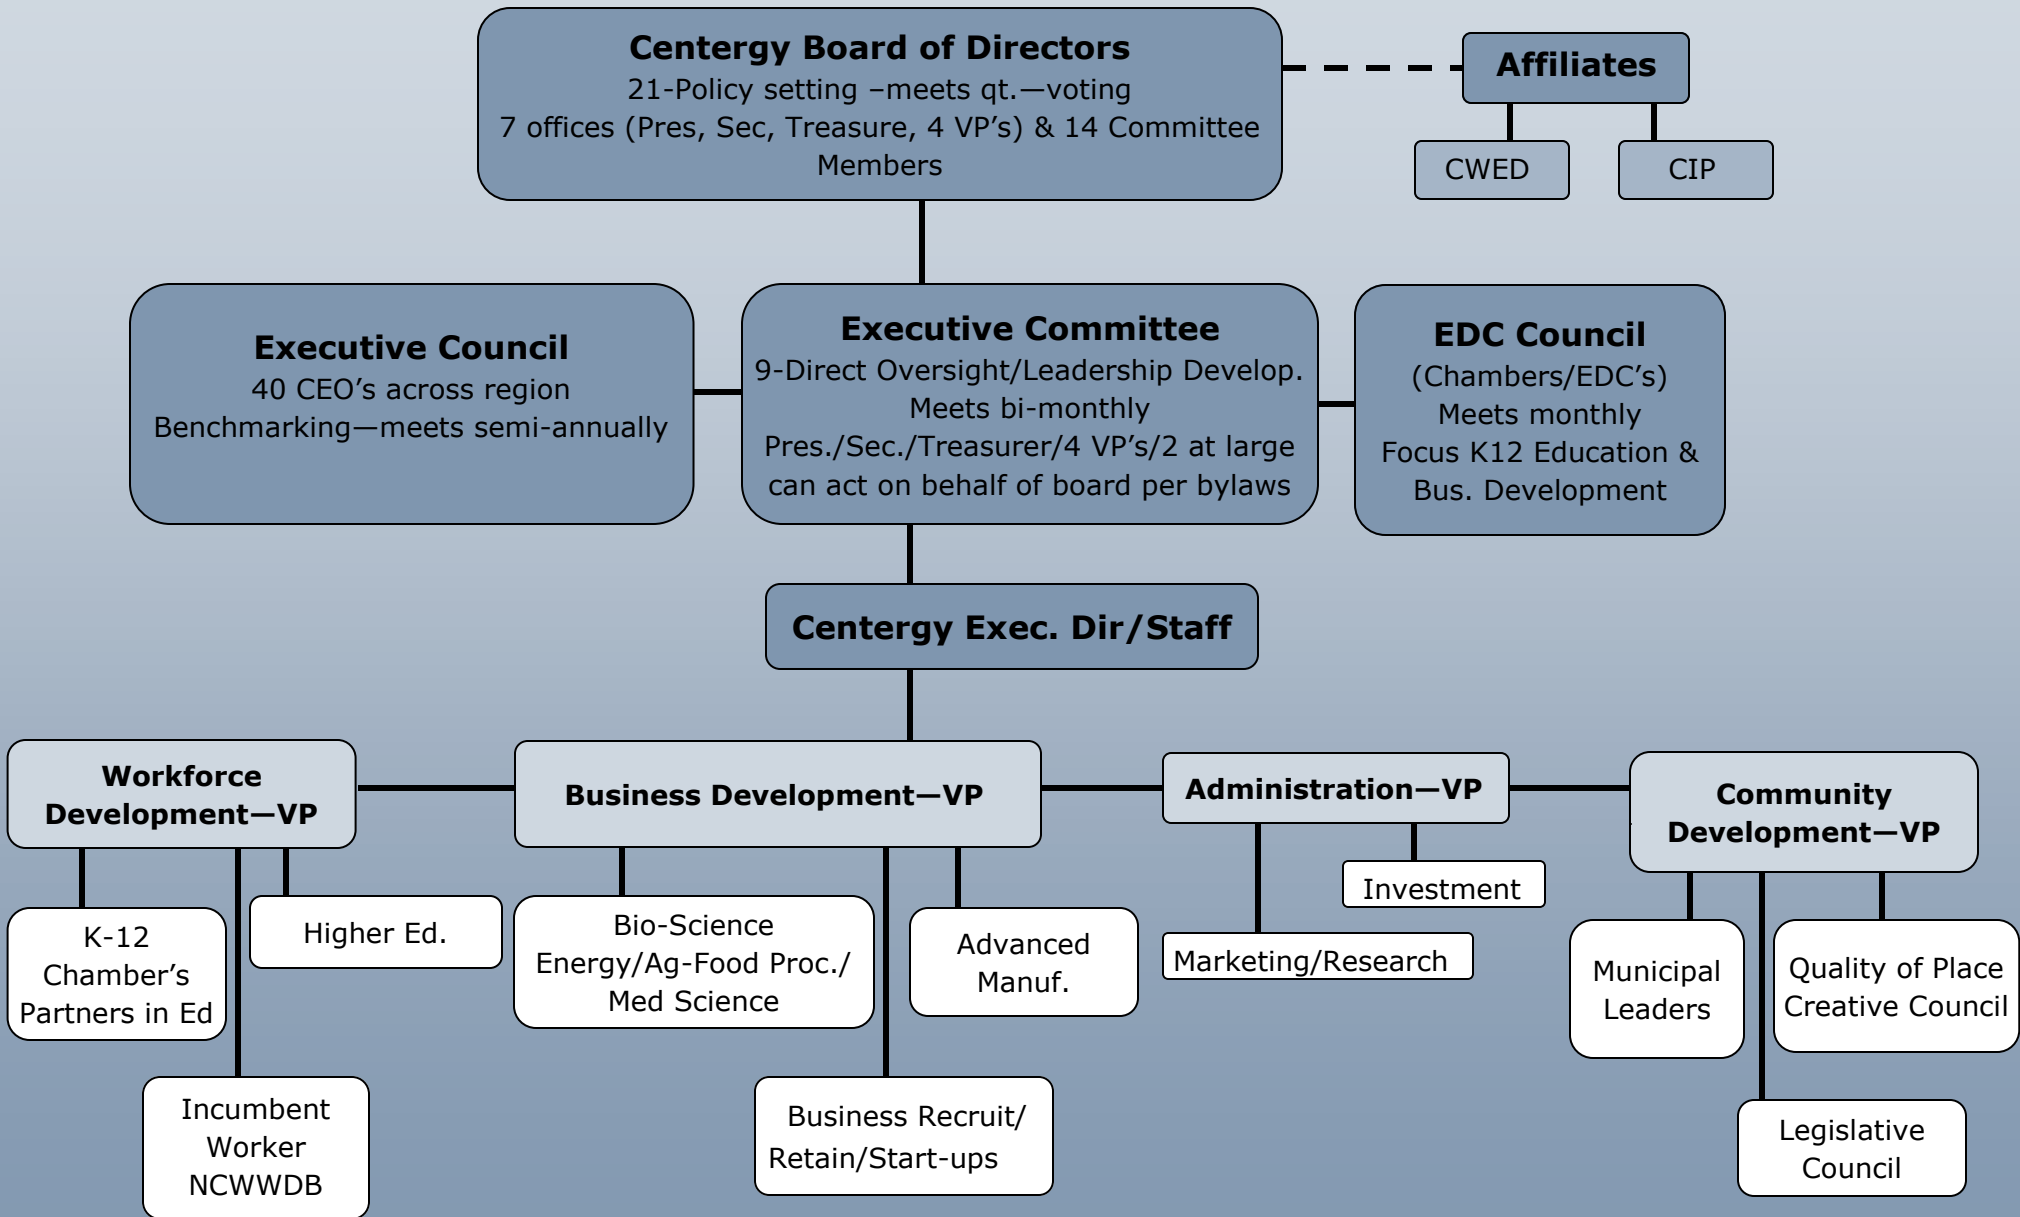 Centergy Board of Directors
21-Policy setting –meets qt.—voting
7 offices (Pres, Sec, Treasure, 4 VP’s) & 14 Committee
Members
Affiliates
CWED
CIP
Executive Council
40 CEO’s across region
Benchmarking—meets semi-annually
Executive Committee
9-Direct Oversight/Leadership Develop.
Meets bi-monthly
Pres./Sec./Treasurer/4 VP’s/2 at large
can act on behalf of board per bylaws
EDC Council
(Chambers/EDC’s)
Meets monthly
Focus K12 Education &
Bus. Development
Centergy Exec. Dir/Staff
Workforce
Development—VP
Business Development—VP
Administration—VP
Community
Development—VP
K-12
Chamber’s
Partners in Ed
Higher Ed.
Incumbent
Worker
NCWWDB
Bio-Science
Energy/Ag-Food Proc./
Med Science
Advanced
Manuf.
Business Recruit/
Retain/Start-ups
Investment
Marketing/Research
Municipal
Leaders
Quality of Place
Creative Council
Legislative
Council